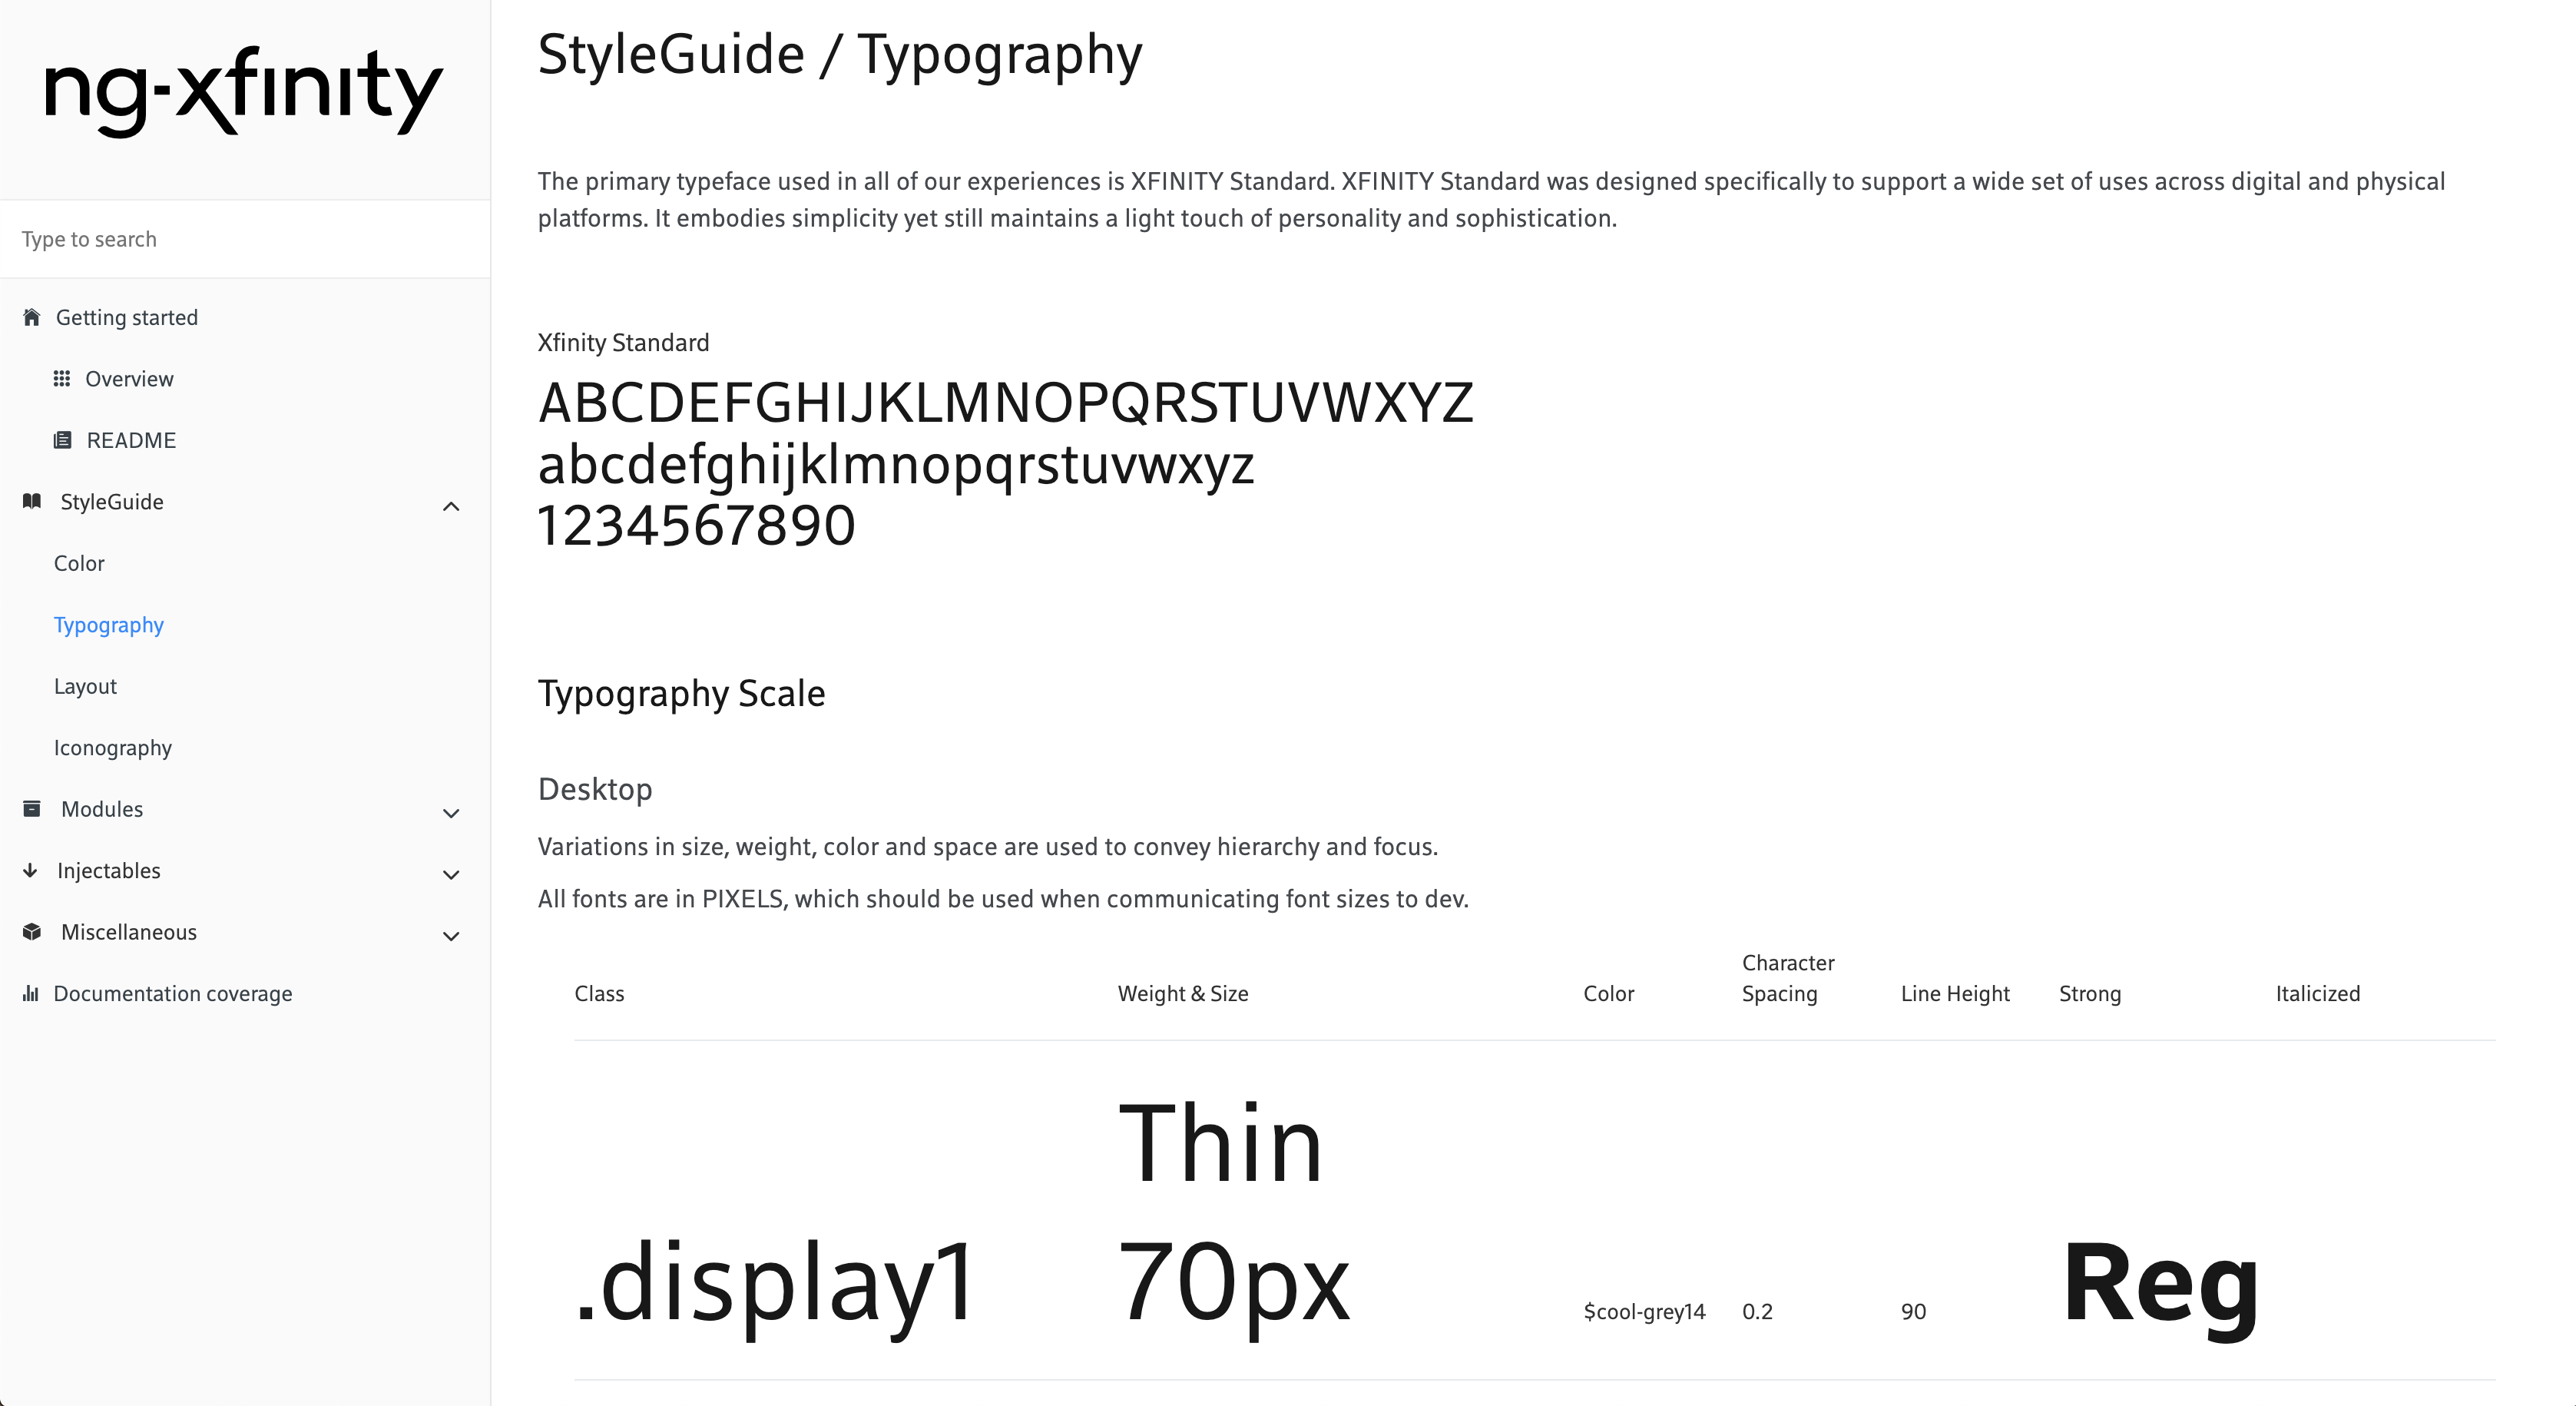 ng-xfinity
Type to search
Getting started
Overview
README
StyleGuide
Color
Typography
Layout
Iconography
Modules
Injectables
Miscellaneous
Documentation coverage
StyleGuide / Typography
The primary typeface used in all of our experiences is XFINITY Standard. XFINITY Standard was designed specifically to support a wide set of uses across digital and physical
platforms. It embodies simplicity yet still maintains a light touch of personality and sophistication.
Xfinity Standard
ABCDEFGHIJKLMNOPQRSTUVWXYZ
abcdefghijklmnopqrstuvwxyz
1234567890
Typography Scale
Desktop
Variations in size, weight, color and space are used to convey hierarchy and focus.
All fonts are in PIXELS, which should be used when communicating font sizes to dev.
Class Weight & Size Color Character Spacing Line Height Strong Italicized
.display1 Thin 70px $cool-grey14 0.2 90 Reg